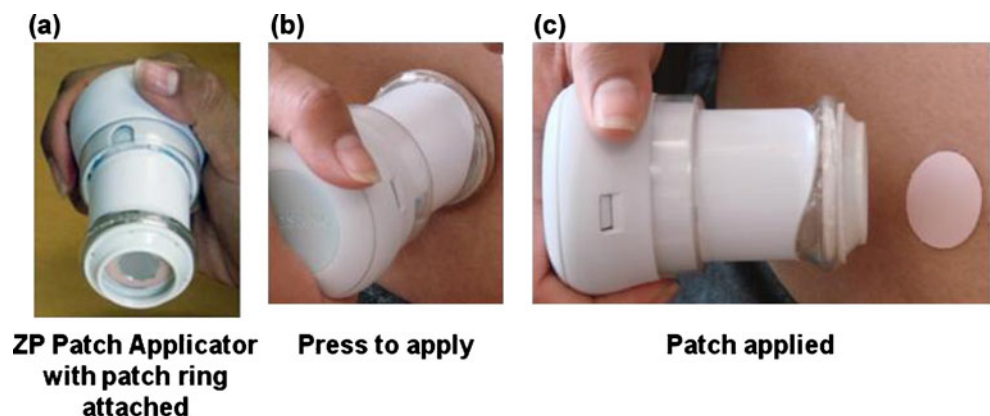 (a)
(b)
(c)
ZP Patch Applicator
with patch ring
attached
Press to apply
Patch applied